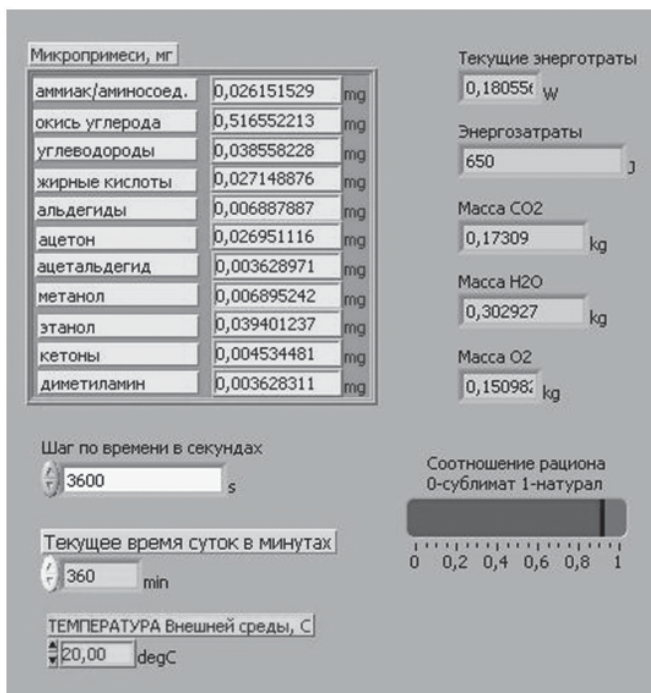 Микропримеси, мг
аммиак/аминосоед. 0,026151529 mg
окись углерода 0,516552213 mg
углеводороды 0,038558228 mg
жирные кислоты 0,027148876 mg
альдегиды 0,006887887 mg
ацетон 0,026951116 mg
ацетальдегид 0,003628971 mg
метанол 0,006895242 mg
этанол 0,039401237 mg
кетоны 0,004534481 mg
диметиламин 0,003628311 mg
Шаг по времени в секундах
3600 s
Текущее время суток в минутах
360 min
ТЕМПЕРАТУРА Внешней среды, С
20,00 degC
Текущие энерготраты
0,18055 W
Энергозатраты
650 J
Масса CO2
0,17309 kg
Масса H2O
0,302927 kg
Масса O2
0,15098 kg
Соотношение рациона
0-сублимат 1-натурал
0 0,2 0,4 0,6 0,8 1